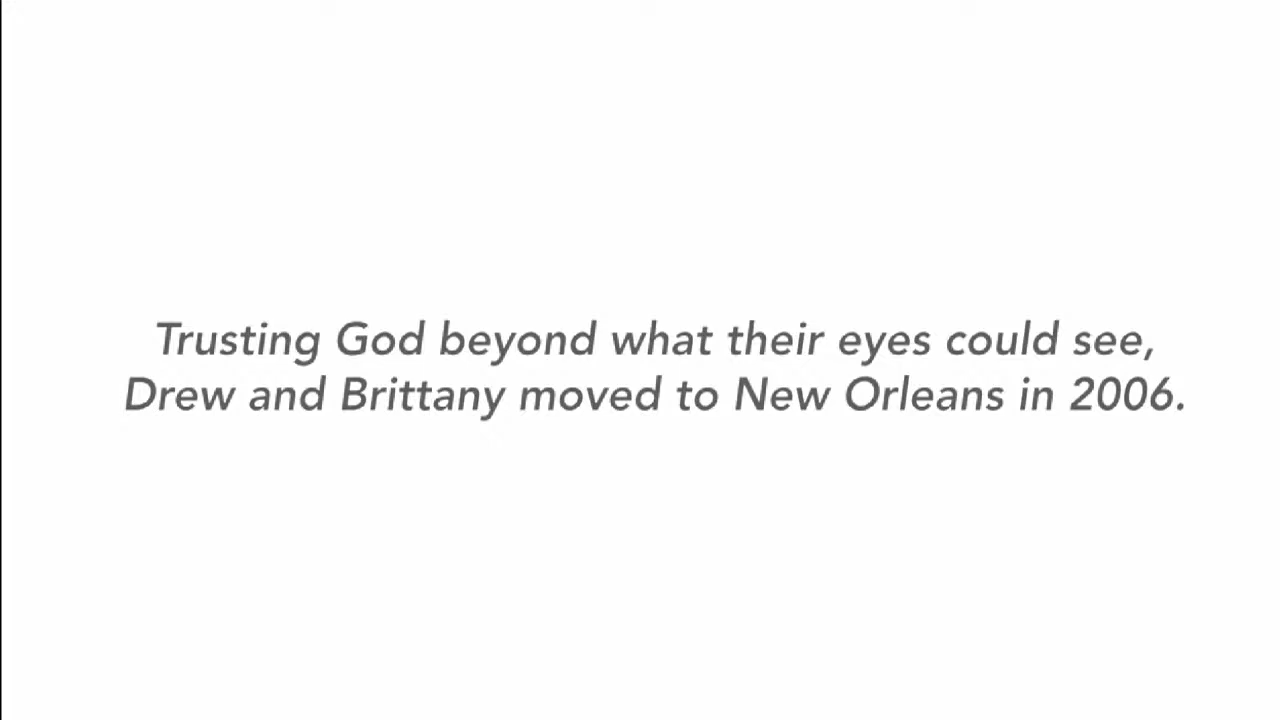 Trusting God beyond what their eyes could see,
Drew and Brittany moved to New Orleans in 2006.